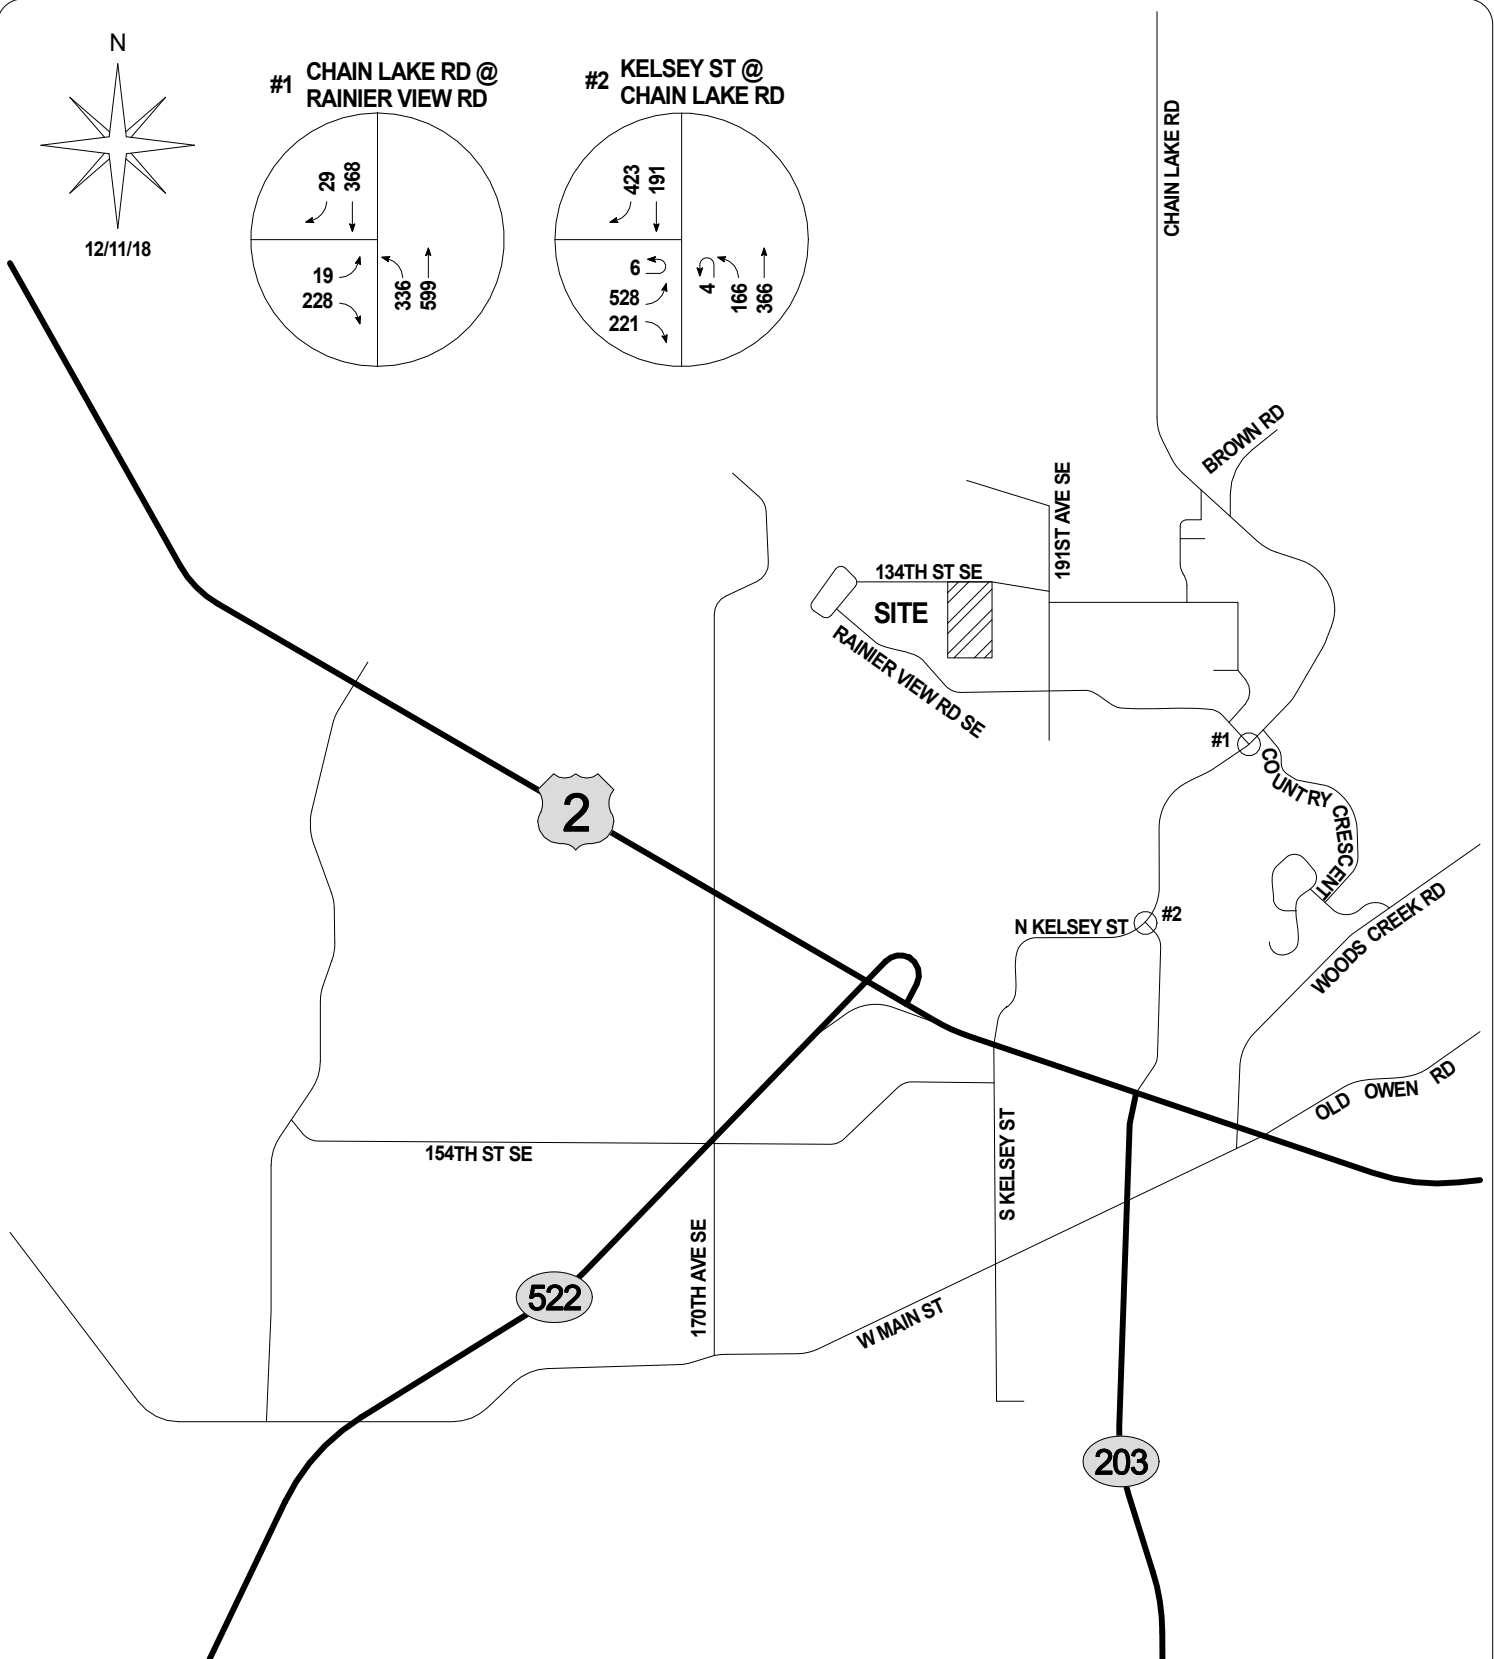 N
12/11/18
#1 CHAIN LAKE RD @
RAINIER VIEW RD
29
368
19
228
336
599
#2 KELSEY ST @
CHAIN LAKE RD
423
191
6
528
221
4
166
366
CHAIN LAKE RD
BROWN RD
191ST AVE SE
134TH ST SE
SITE
RAINIER VIEW RD SE
#1
COUNTRY CRESCENT
2
N KELSEY ST
#2
WOODS CREEK RD
OLD OWEN RD
154TH ST SE
S KELSEY ST
170TH AVE SE
522
W MAIN ST
203